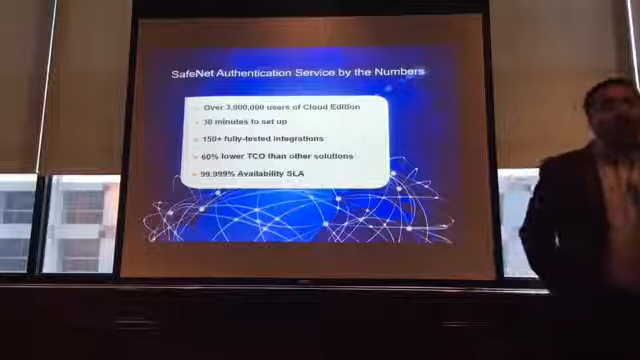 SafeNet Authentication Service by the Numbers
Over 3,000,000 users of Cloud Edition
30 minutes to set up
150+ fully-tested integrations
60% lower TCO than other solutions
99.999% Availability SLA